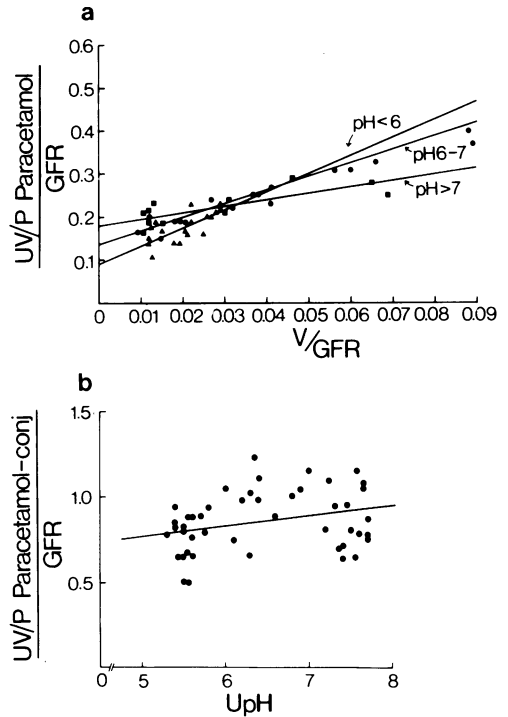 a
UV/P Paracetamol
GFR
0.6
0.5
0.4
0.3
0.2
0.1
pH<6
pH6-7
pH>7
0 0.01 0.02 0.03 0.04 0.05 0.06 0.07 0.08 0.09
V/GFR
b
UV/P Paracetamol-conj
GFR
1.5
1.0
0.5
0 5 6 7 8
UpH